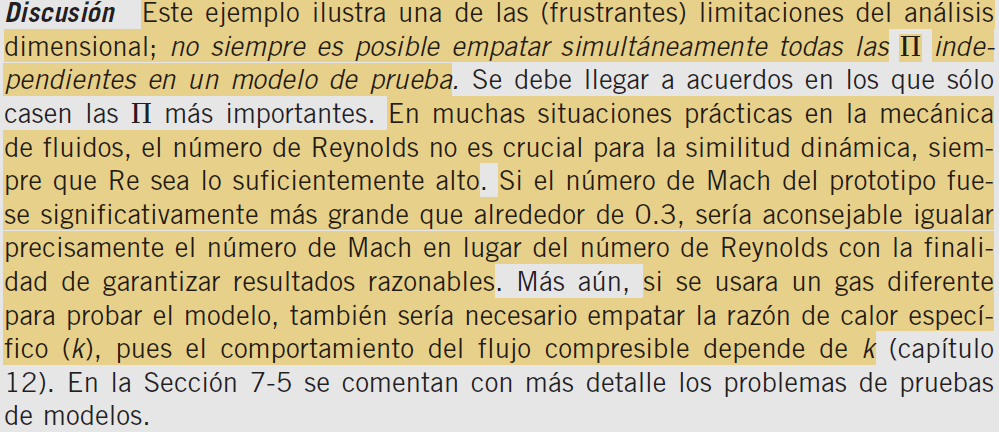 Discusión Este ejemplo ilustra una de las (frustrantes) limitaciones del análisis
dimensional; no siempre es posible empatar simultáneamente todas las Π inde-
pendientes en un modelo de prueba. Se debe llegar a acuerdos en los que sólo
casen las Π más importantes. En muchas situaciones prácticas en la mecánica
de fluidos, el número de Reynolds no es crucial para la similitud dinámica, siem-
pre que Re sea lo suficientemente alto. Si el número de Mach del prototipo fue-
se significativamente más grande que alrededor de 0.3, sería aconsejable igualar
precisamente el número de Mach en lugar del número de Reynolds con la finali-
dad de garantizar resultados razonables. Más aún, si se usara un gas diferente
para probar el modelo, también sería necesario empatar la razón de calor especí-
fico (k), pues el comportamiento del flujo compresible depende de k (capítulo
12). En la Sección 7-5 se comentan con más detalle los problemas de pruebas
de modelos.